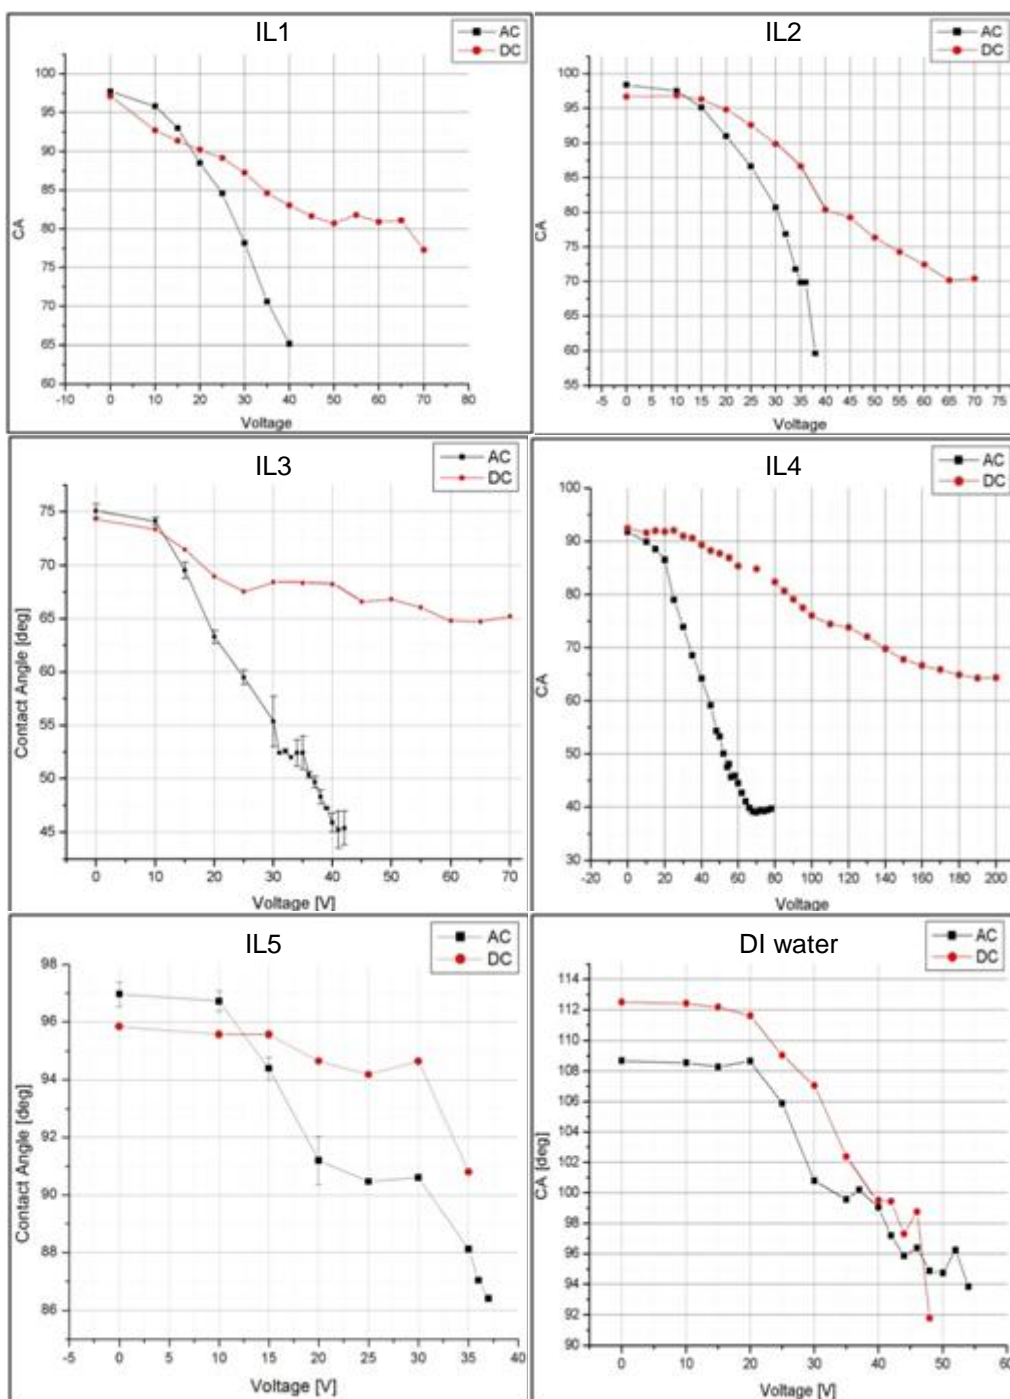 IL1
AC
DC
100
95
90
85
80
75
70
65
60
CA
-10 0 10 20 30 40 50 60 70 80
Voltage
IL2
AC
DC
100
95
90
85
80
75
70
65
60
55
CA
-5 0 5 10 15 20 25 30 35 40 45 50 55 60 65 70 75
Voltage
IL3
AC
DC
75
70
65
60
55
50
45
Contact Angle [deg]
0 10 20 30 40 50 60 70
Voltage [V]
IL4
AC
DC
100
90
80
70
60
50
40
30
CA
-20 0 20 40 60 80 100 120 140 160 180 200
Voltage
IL5
AC
DC
98
96
94
92
90
88
86
Contact Angle [deg]
-5 0 5 10 15 20 25 30 35 40
Voltage [V]
DI water
AC
DC
114
112
110
108
106
104
102
100
98
96
94
92
90
CA [deg]
0 10 20 30 40 50 60
Voltage [V]